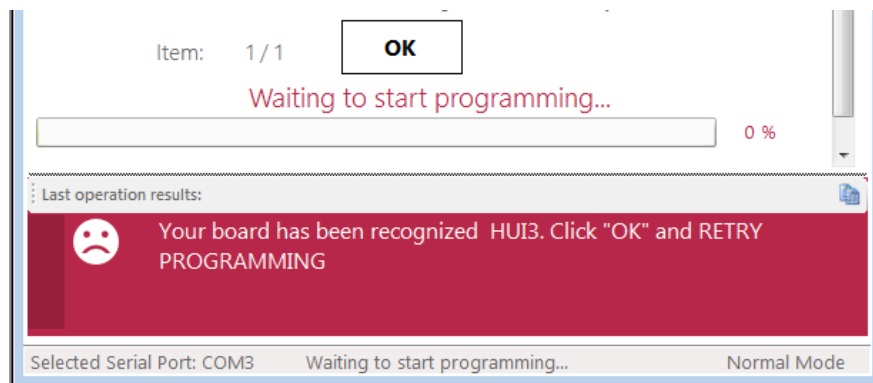 Item: 1 / 1 OK
Waiting to start programming...
0 %
Last operation results:
Your board has been recognized  HUI3. Click "OK" and RETRY
PROGRAMMING
Selected Serial Port: COM3 Waiting to start programming... Normal Mode